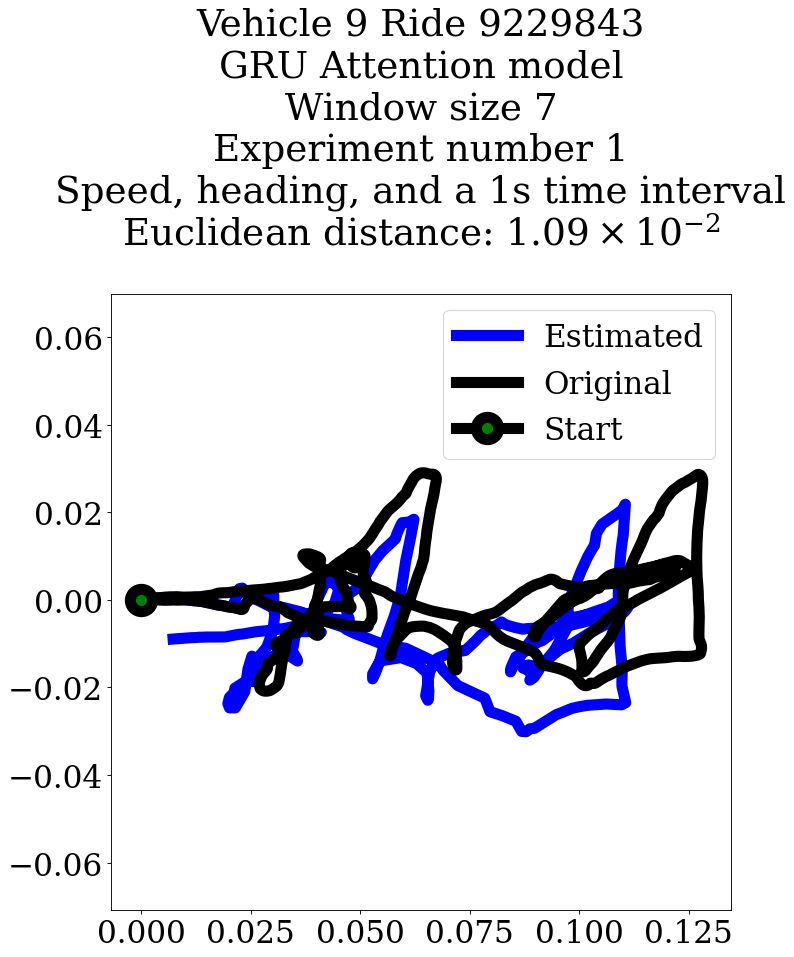 Vehicle 9 Ride 9229843
GRU Attention model
Window size 7
Experiment number 1
Speed, heading, and a 1s time interval
Euclidean distance: 1.09 × 10⁻²
Estimated
Original
Start
0.06
0.04
0.02
0.00
−0.02
−0.04
−0.06
0.000 0.025 0.050 0.075 0.100 0.125